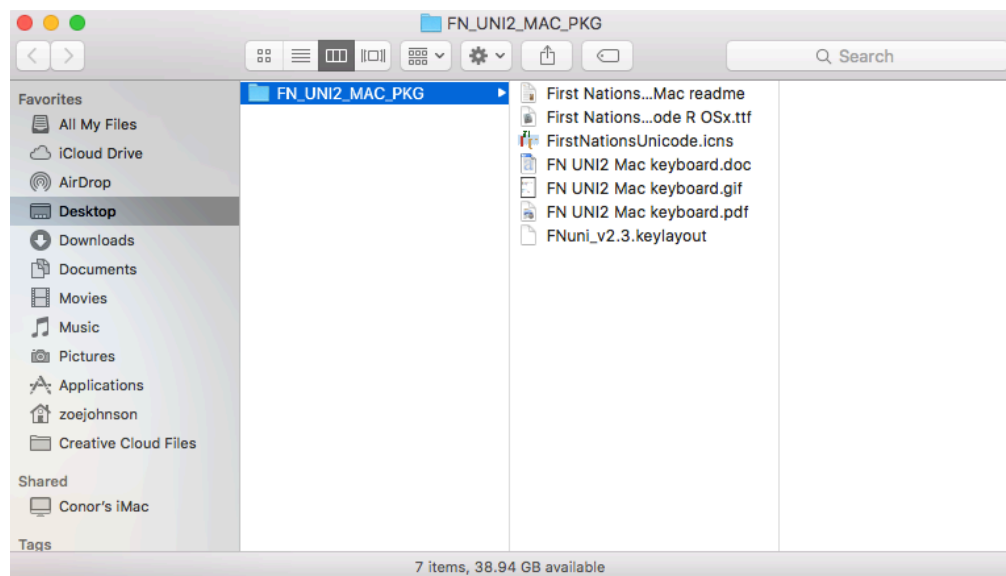 FN_UNI2_MAC_PKG
Search
Favorites
All My Files
iCloud Drive
AirDrop
Desktop
Downloads
Documents
Movies
Music
Pictures
Applications
zoejohnson
Creative Cloud Files
Shared
Conor's iMac
Tags
FN_UNI2_MAC_PKG
First Nations...Mac readme
First Nations...ode R OSx.ttf
FirstNationsUnicode.icns
FN UNI2 Mac keyboard.doc
FN UNI2 Mac keyboard.gif
FN UNI2 Mac keyboard.pdf
FNuni_v2.3.keylayout
7 items, 38.94 GB available